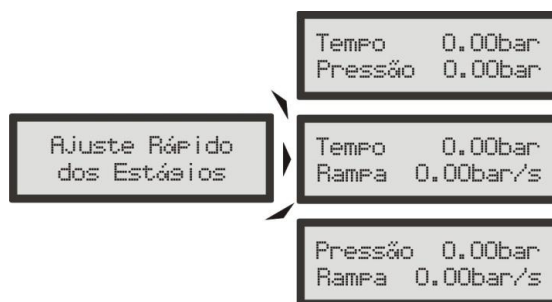 Ajuste Rápido
dos Estágios
Tempo 0.00bar
Pressão 0.00bar
Tempo 0.00bar
Rampa 0.00bar/s
Pressão 0.00bar
Rampa 0.00bar/s